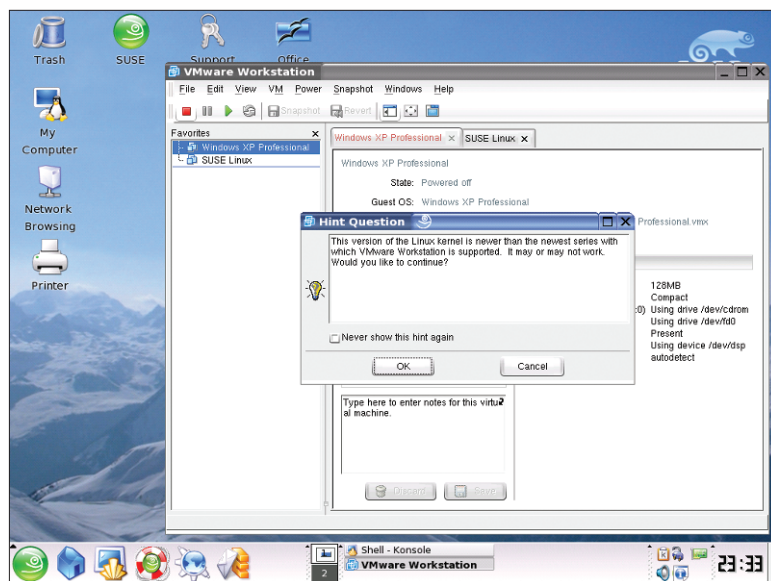 Trash
SUSE
Support
Office
My
Computer
Network
Browsing
Printer
VMware Workstation
File Edit View VM Power Snapshot Windows Help
Snapshot Revert
Favorites
Windows XP Professional
SUSE Linux
Windows XP Professional SUSE Linux
Windows XP Professional
State: Powered off
Guest OS: Windows XP Professional
Professional.vmx
Hint Question
This version of the Linux kernel is newer than the newest series with
which VMware Workstation is supported. It may or may not work.
Would you like to continue?
Never show this hint again
OK Cancel
128MB
Compact
:0) Using drive /dev/cdrom
Using drive /dev/fd0
Present
Using device /dev/dsp
autodetect
Type here to enter notes for this virtu
al machine.
Discard Save
2
Shell - Konsole
VMware Workstation
23:33